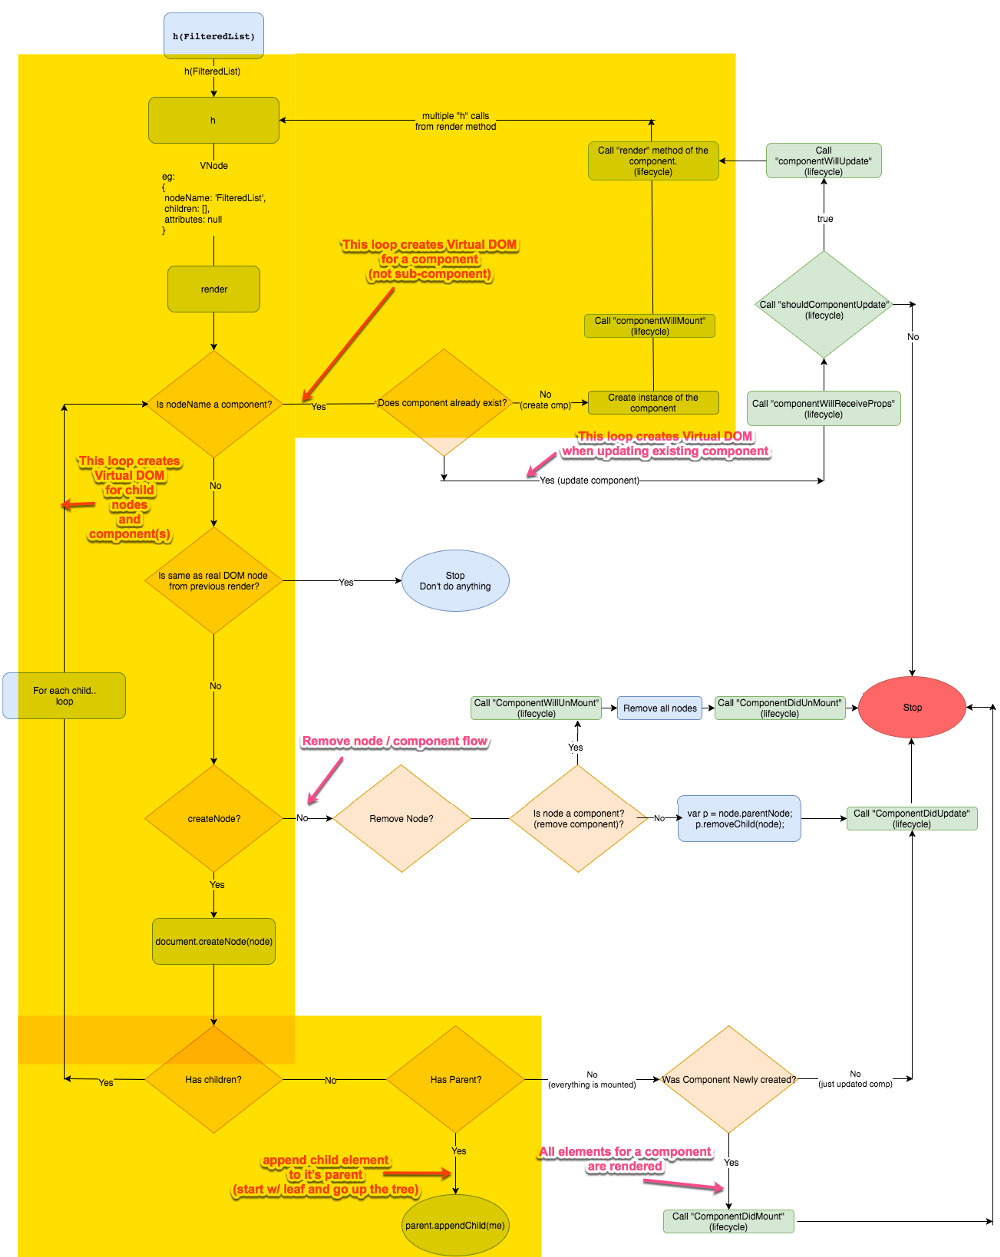 h(FilteredList)
h(FilteredList)
h
multiple "h" calls
from render method
Call "render" method of the
component.
(lifecycle)
Call
"componentWillUpdate"
(lifecycle)
VNode
eg:
{
nodeName: 'FilteredList',
children: [],
attributes: null
}
true
This loop creates Virtual DOM
for a component
(not sub-component)
render
Call "componentWillMount"
(lifecycle)
Call "shouldComponentUpdate"
(lifecycle)
No
Is nodeName a component?
Yes
Does component already exist?
No
(create cmp)
Create instance of the
component
Call "componentWillReceiveProps"
(lifecycle)
This loop creates Virtual DOM
when updating existing component
Yes (update component)
This loop creates
Virtual DOM
for child
nodes
and
component(s)
No
Is same as real DOM node
from previous render?
Yes
Stop
Don't do anything
No
For each child..
loop
Call "ComponentWillUnMount"
(lifecycle)
Remove all nodes
Call "ComponentDidUnMount"
(lifecycle)
Stop
Remove node / component flow
Yes
createNode?
No
Remove Node?
Is node a component?
(remove component)?
No
var p = node.parentNode;
p.removeChild(node);
Call "ComponentDidUpdate"
(lifecycle)
Yes
document.createNode(node)
Yes
Has children?
No
Has Parent?
No
(everything is mounted)
Was Component Newly created?
No
(just updated comp)
Yes
append child element
to it's parent
(start w/ leaf and go up the tree)
All elements for a component
are rendered
Yes
parent.appendChild(me)
Call "ComponentDidMount"
(lifecycle)